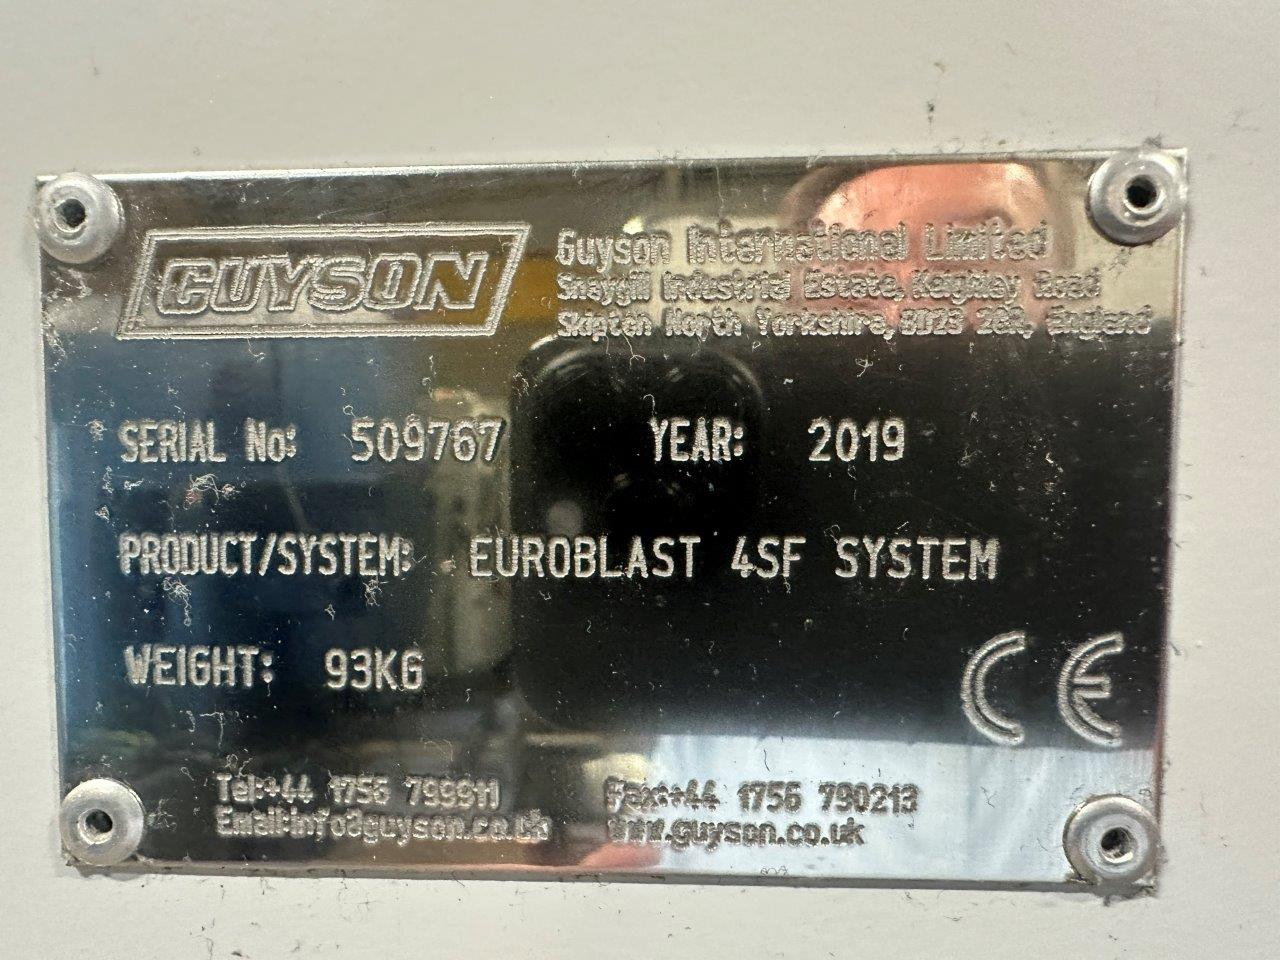 GUYSON
Guyson International Limited
Snaygill Industrial Estate, Keighley Road
Skipton North Yorkshire, BD23 2QR, England
SERIAL No: 509767 YEAR: 2019
PRODUCT/SYSTEM: EUROBLAST 4SF SYSTEM
WEIGHT: 93KG
CE
Tel:+44 1756 799911 Fax:+44 1756 790213
Email:info@guyson.co.uk www.guyson.co.uk